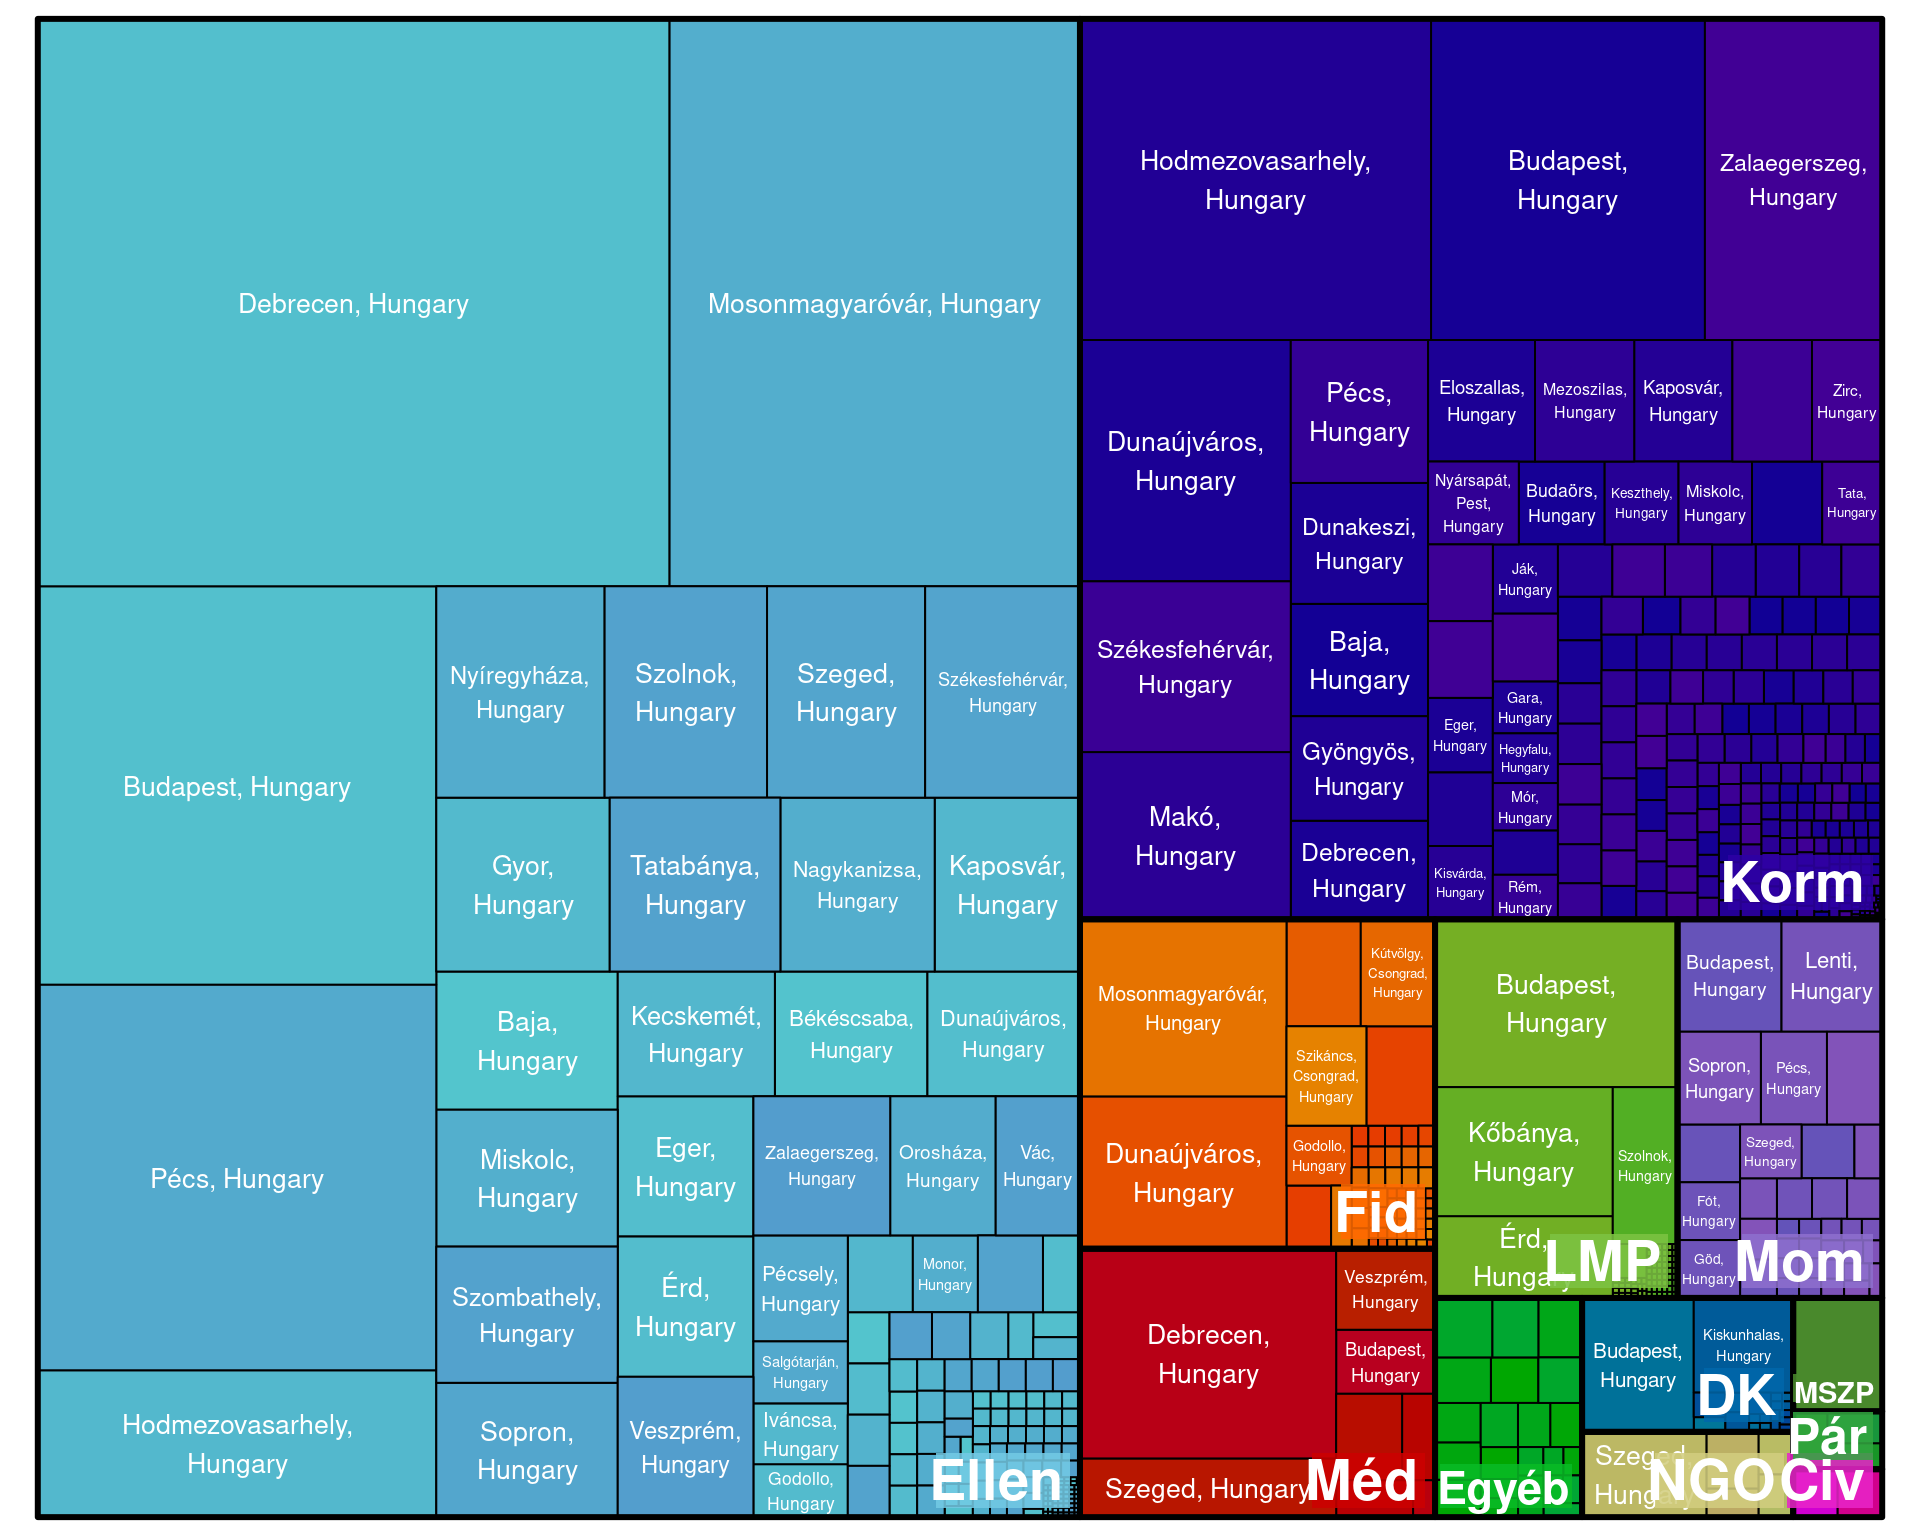 Debrecen, Hungary
Mosonmagyaróvár, Hungary
Budapest, Hungary
Pécs, Hungary
Hodmezovasarhely,
Hungary
Nyíregyháza,
Hungary
Szolnok,
Hungary
Szeged,
Hungary
Székesfehérvár,
Hungary
Gyor,
Hungary
Tatabánya,
Hungary
Nagykanizsa,
Hungary
Kaposvár,
Hungary
Baja,
Hungary
Kecskemét,
Hungary
Békéscsaba,
Hungary
Dunaújváros,
Hungary
Miskolc,
Hungary
Eger,
Hungary
Zalaegerszeg,
Hungary
Orosháza,
Hungary
Vác,
Hungary
Szombathely,
Hungary
Érd,
Hungary
Pécsely,
Hungary
Monor,
Hungary
Salgótarján,
Hungary
Sopron,
Hungary
Veszprém,
Hungary
Iváncsa,
Hungary
Godollo,
Hungary
Ellen
Hodmezovasarhely,
Hungary
Budapest,
Hungary
Zalaegerszeg,
Hungary
Dunaújváros,
Hungary
Pécs,
Hungary
Eloszallas,
Hungary
Mezoszilas,
Hungary
Kaposvár,
Hungary
Zirc,
Hungary
Nyársapát,
Pest,
Hungary
Budaörs,
Hungary
Keszthely,
Hungary
Miskolc,
Hungary
Tata,
Hungary
Dunakeszi,
Hungary
Ják,
Hungary
Székesfehérvár,
Hungary
Baja,
Hungary
Gara,
Hungary
Eger,
Hungary
Hegyfalu,
Hungary
Gyöngyös,
Hungary
Mór,
Hungary
Makó,
Hungary
Debrecen,
Hungary
Kisvárda,
Hungary
Rém,
Hungary
Korm
Mosonmagyaróvár,
Hungary
Kútvölgy,
Csongrad,
Hungary
Szikáncs,
Csongrad,
Hungary
Dunaújváros,
Hungary
Godollo,
Hungary
Fid
Budapest,
Hungary
Kőbánya,
Hungary
Szolnok,
Hungary
Érd,
Hungary
LMP
Budapest,
Hungary
Lenti,
Hungary
Sopron,
Hungary
Pécs,
Hungary
Szeged,
Hungary
Fót,
Hungary
Göd,
Hungary
Mom
Debrecen,
Hungary
Veszprém,
Hungary
Budapest,
Hungary
Szeged, Hungary
Méd
Egyéb
Budapest,
Hungary
Kiskunhalas,
Hungary
DK
MSZP
Pár
Szeged,
Hungary
NGO
Civ